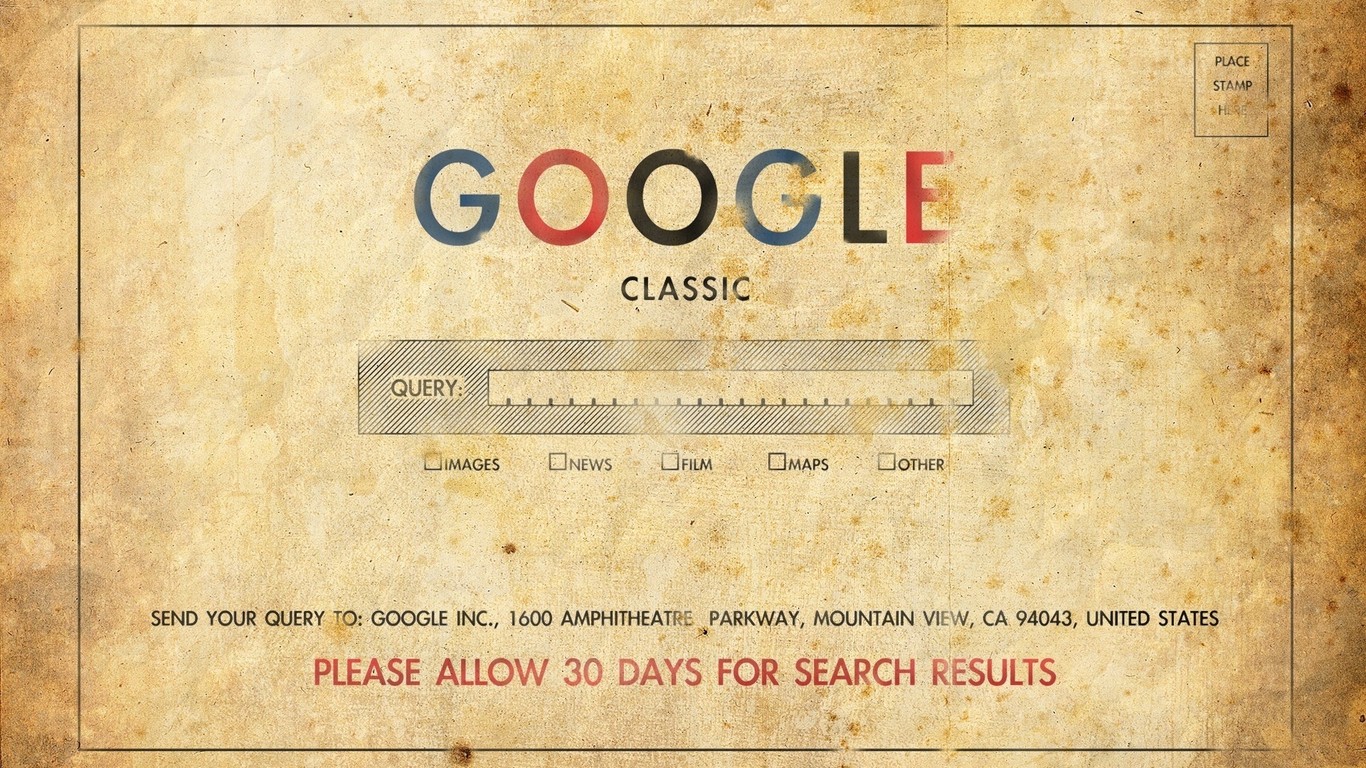 PLACE
STAMP
HERE
GOOGLE
CLASSIC
QUERY:
IMAGES NEWS FILM MAPS OTHER
SEND YOUR QUERY TO: GOOGLE INC., 1600 AMPHITHEATRE PARKWAY, MOUNTAIN VIEW, CA 94043, UNITED STATES
PLEASE ALLOW 30 DAYS FOR SEARCH RESULTS